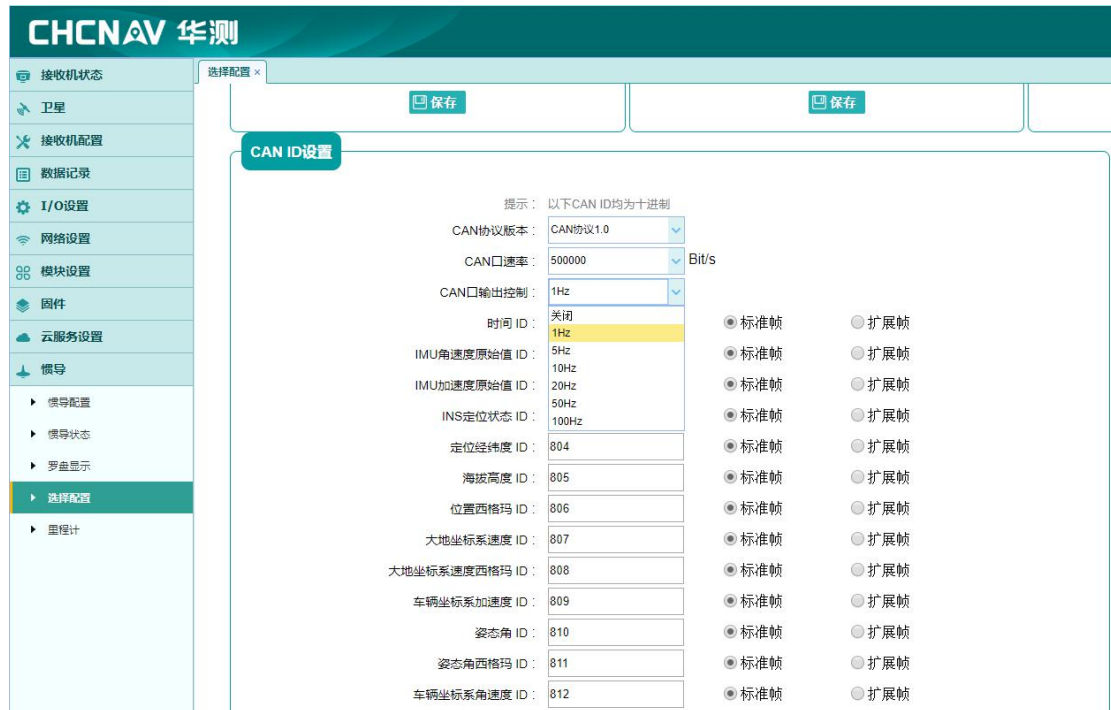 CHCNAV 华测
接收机状态
卫星
接收机配置
数据记录
I/O设置
网络设置
模块设置
固件
云服务设置
惯导
惯导配置
惯导状态
罗盘显示
选择配置
里程计
选择配置 ×
保存 保存
CAN ID设置
提示： 以下CAN ID均为十进制
CAN协议版本： CAN协议1.0
CAN口速率： 500000 Bit/s
CAN口输出控制： 1Hz
关闭
1Hz
5Hz
10Hz
20Hz
50Hz
100Hz
时间 ID： 标准帧 扩展帧
IMU角速度原始值 ID： 标准帧 扩展帧
IMU加速度原始值 ID： 标准帧 扩展帧
INS定位状态 ID： 标准帧 扩展帧
定位经纬度 ID： 804 标准帧 扩展帧
海拔高度 ID： 805 标准帧 扩展帧
位置西格玛 ID： 806 标准帧 扩展帧
大地坐标系速度 ID： 807 标准帧 扩展帧
大地坐标系速度西格玛 ID： 808 标准帧 扩展帧
车辆坐标系加速度 ID： 809 标准帧 扩展帧
姿态角 ID： 810 标准帧 扩展帧
姿态角西格玛 ID： 811 标准帧 扩展帧
车辆坐标系角速度 ID： 812 标准帧 扩展帧